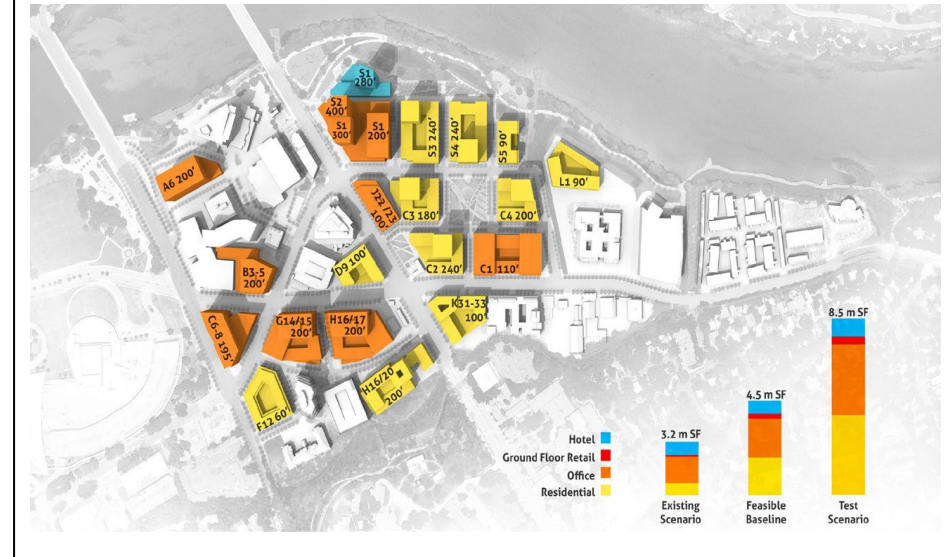 S1
280'
S2
400'
S1
300'
S1
200'
S3 240'
S4 240'
S5 90'
L1 90'
A6 200'
J22 /23
100'
C3 180'
C4 200'
B3-5
200'
D9 100'
C2 240'
C1 110'
C6-8 195'
G14/15
200'
H16/17
200'
K31-33
100'
F12 60'
H16/20
200'
8.5 m SF
4.5 m SF
3.2 m SF
Hotel
Ground Floor Retail
Office
Residential
Existing
Scenario
Feasible
Baseline
Test
Scenario